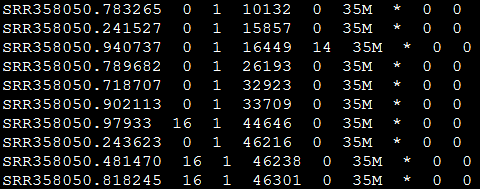 SRR358050.783265 0 1 10132 0 35M * 0 0
SRR358050.241527 0 1 15857 0 35M * 0 0
SRR358050.940737 0 1 16449 14 35M * 0 0
SRR358050.789682 0 1 26193 0 35M * 0 0
SRR358050.718707 0 1 32923 0 35M * 0 0
SRR358050.902113 0 1 33709 0 35M * 0 0
SRR358050.97933 16 1 44646 0 35M * 0 0
SRR358050.243623 0 1 46216 0 35M * 0 0
SRR358050.481470 16 1 46238 0 35M * 0 0
SRR358050.818245 16 1 46301 0 35M * 0 0